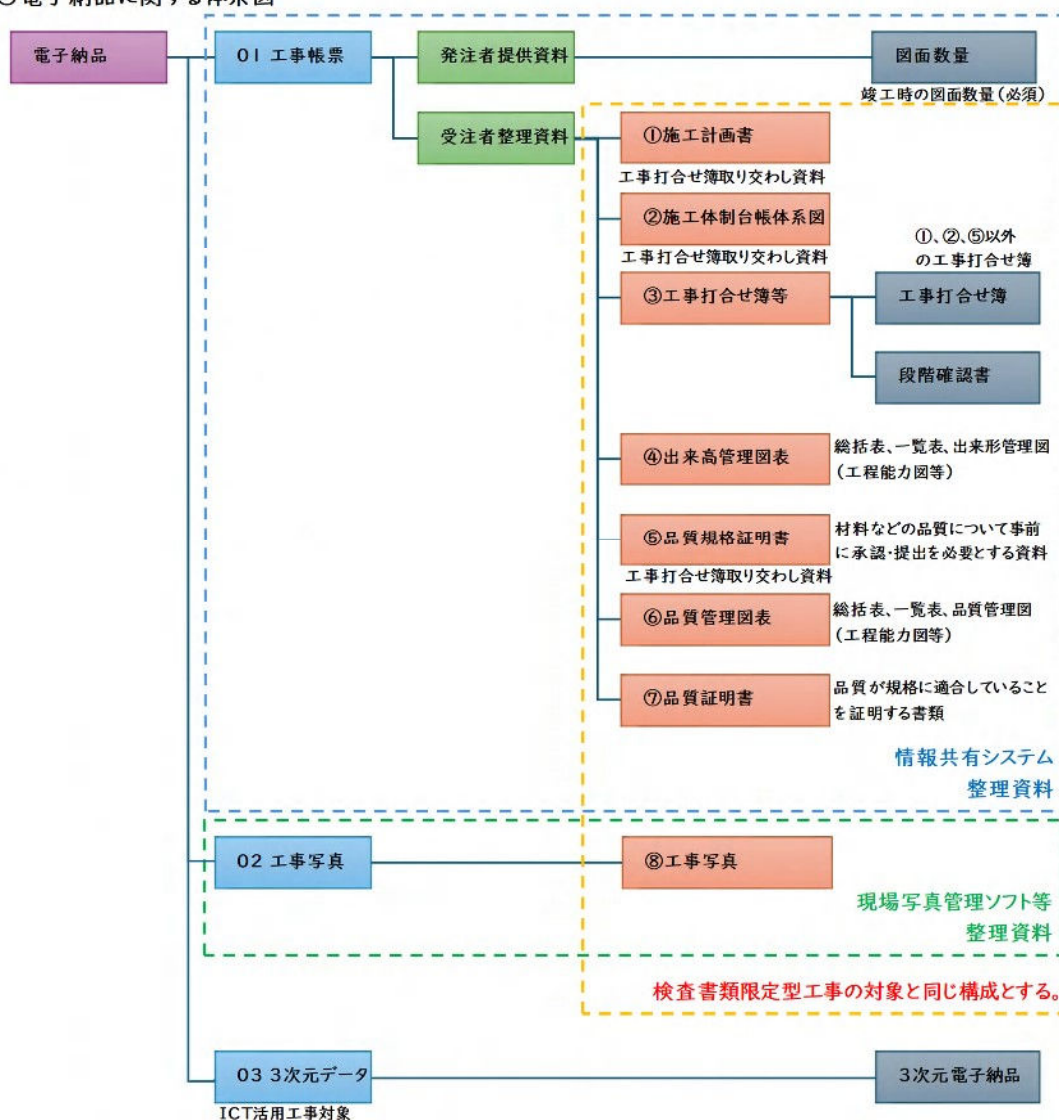 電子納品に関する体系図
電子納品
01 工事帳票
発注者提供資料
図面数量
竣工時の図面数量(必須)
受注者整理資料
①施工計画書
工事打合せ簿取り交わし資料
②施工体制台帳体系図
工事打合せ簿取り交わし資料
①、②、⑤以外
の工事打合せ簿
③工事打合せ簿等
工事打合せ簿
段階確認書
④出来高管理図表
総括表、一覧表、出来形管理図
(工程能力図等)
⑤品質規格証明書
材料などの品質について事前
に承認・提出を必要とする資料
工事打合せ簿取り交わし資料
⑥品質管理図表
総括表、一覧表、品質管理図
(工程能力図等)
⑦品質証明書
品質が規格に適合していること
を証明する書類
情報共有システム
整理資料
02 工事写真
⑧工事写真
現場写真管理ソフト等
整理資料
検査書類限定型工事の対象と同じ構成とする。
03 3次元データ
3次元電子納品
ICT活用工事対象